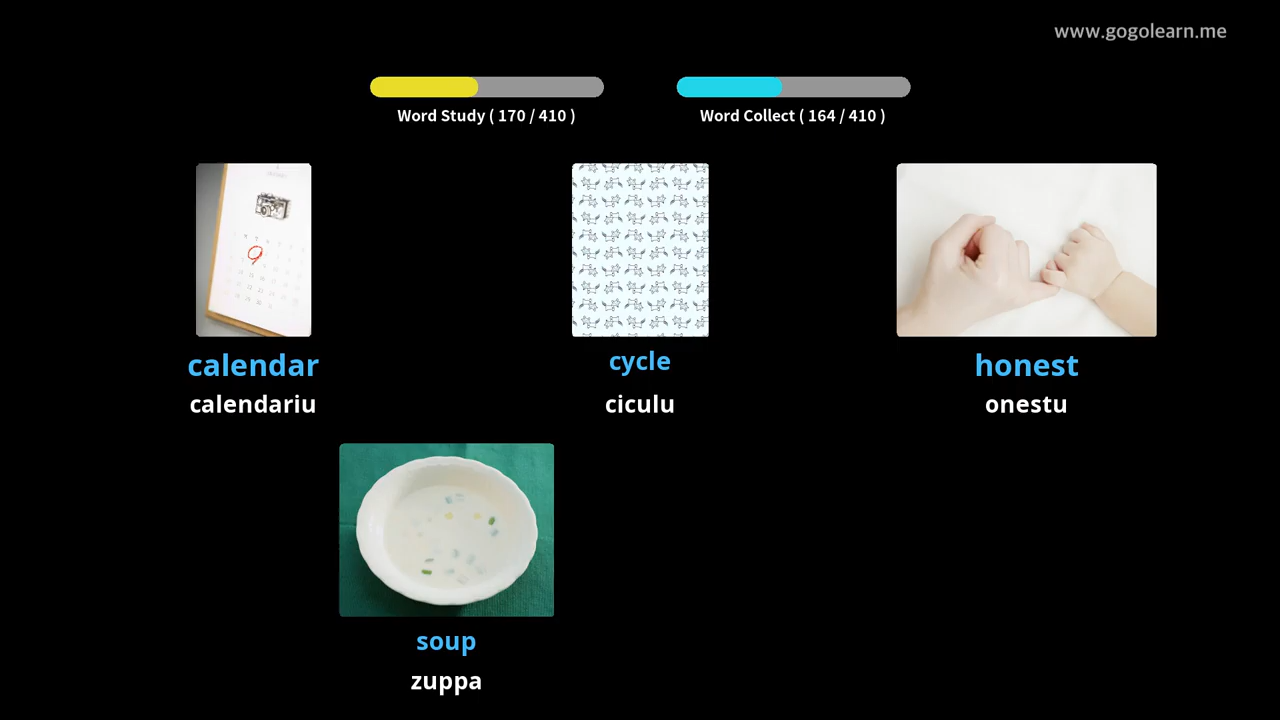 www.gogolearn.me
Word Study ( 170 / 410 )
Word Collect ( 164 / 410 )
calendar
calendariu
cycle
ciculu
honest
onestu
soup
zuppa